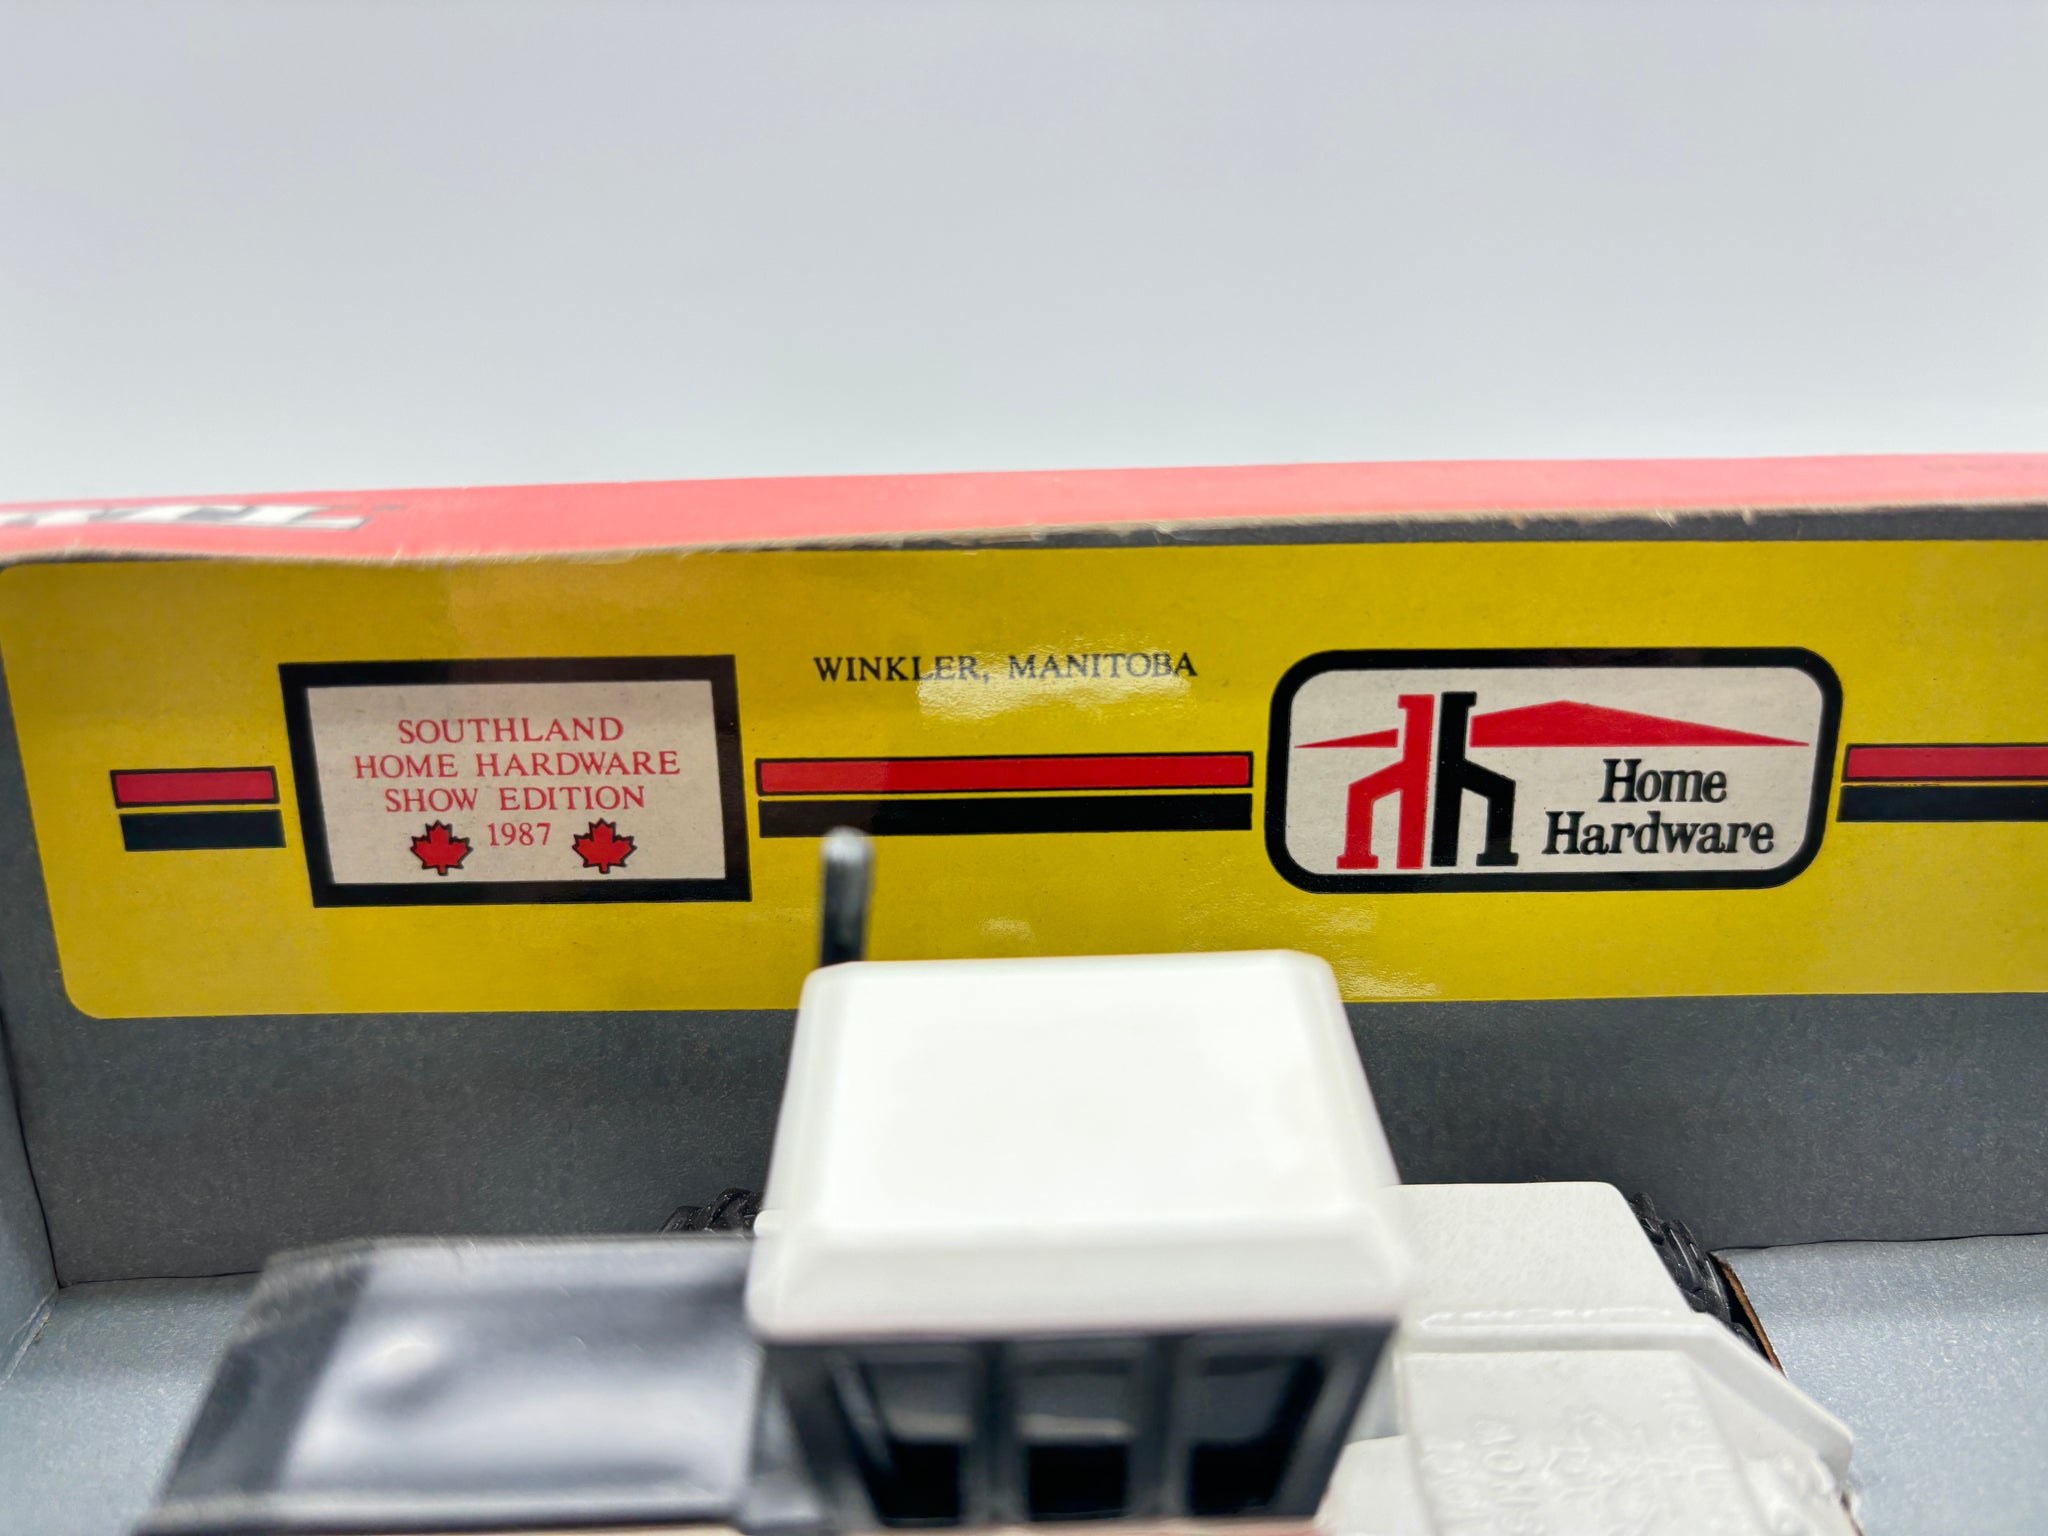 SOUTHLAND
HOME HARDWARE
SHOW EDITION
1987
WINKLER, MANITOBA
Home
Hardware